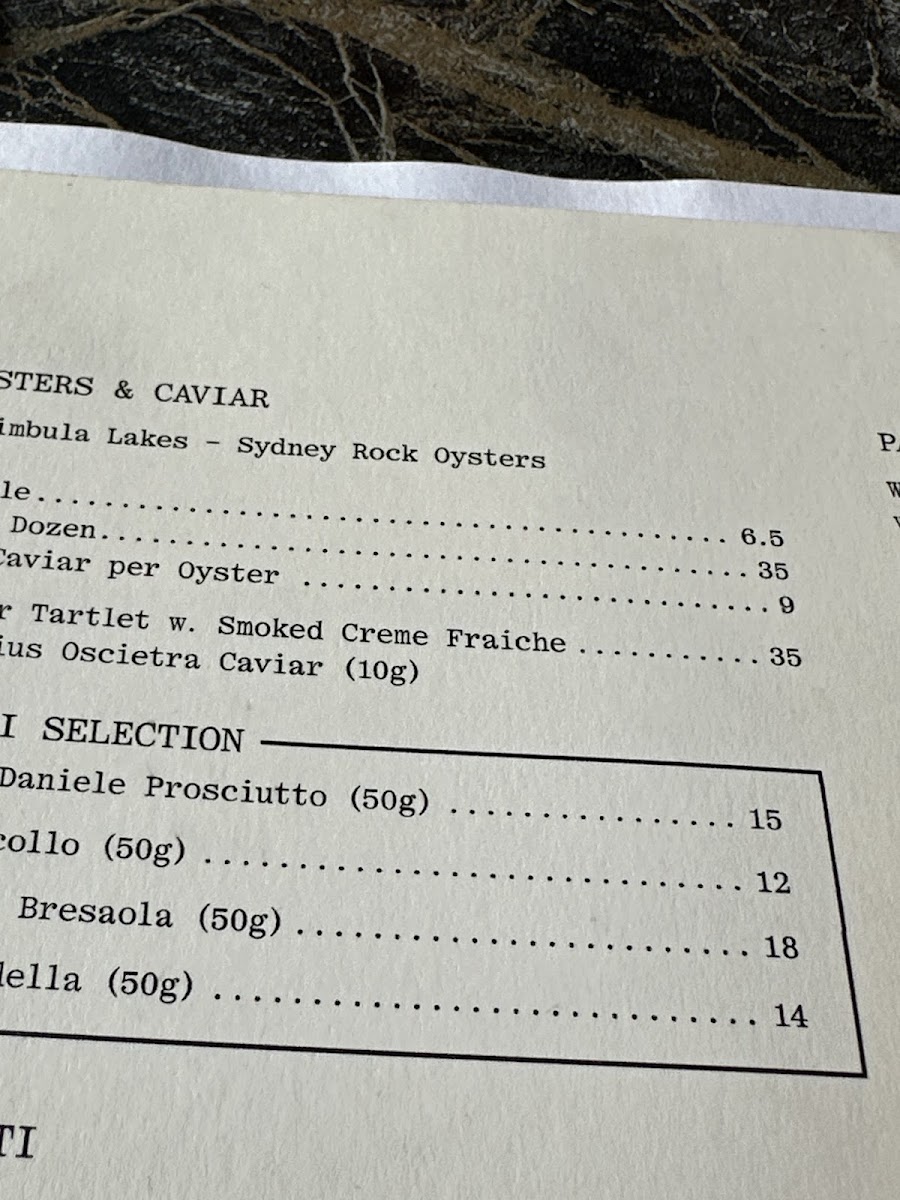 STERS & CAVIAR
imbula Lakes – Sydney Rock Oysters
le........................................ 6.5
Dozen...................................... 35
Caviar per Oyster ............................ 9
r Tartlet w. Smoked Creme Fraiche ........... 35
ius Oscietra Caviar (10g)
I SELECTION
Daniele Prosciutto (50g) ................. 15
collo (50g) ................................. 12
Bresaola (50g) ........................... 18
della (50g) ................................. 14
TI